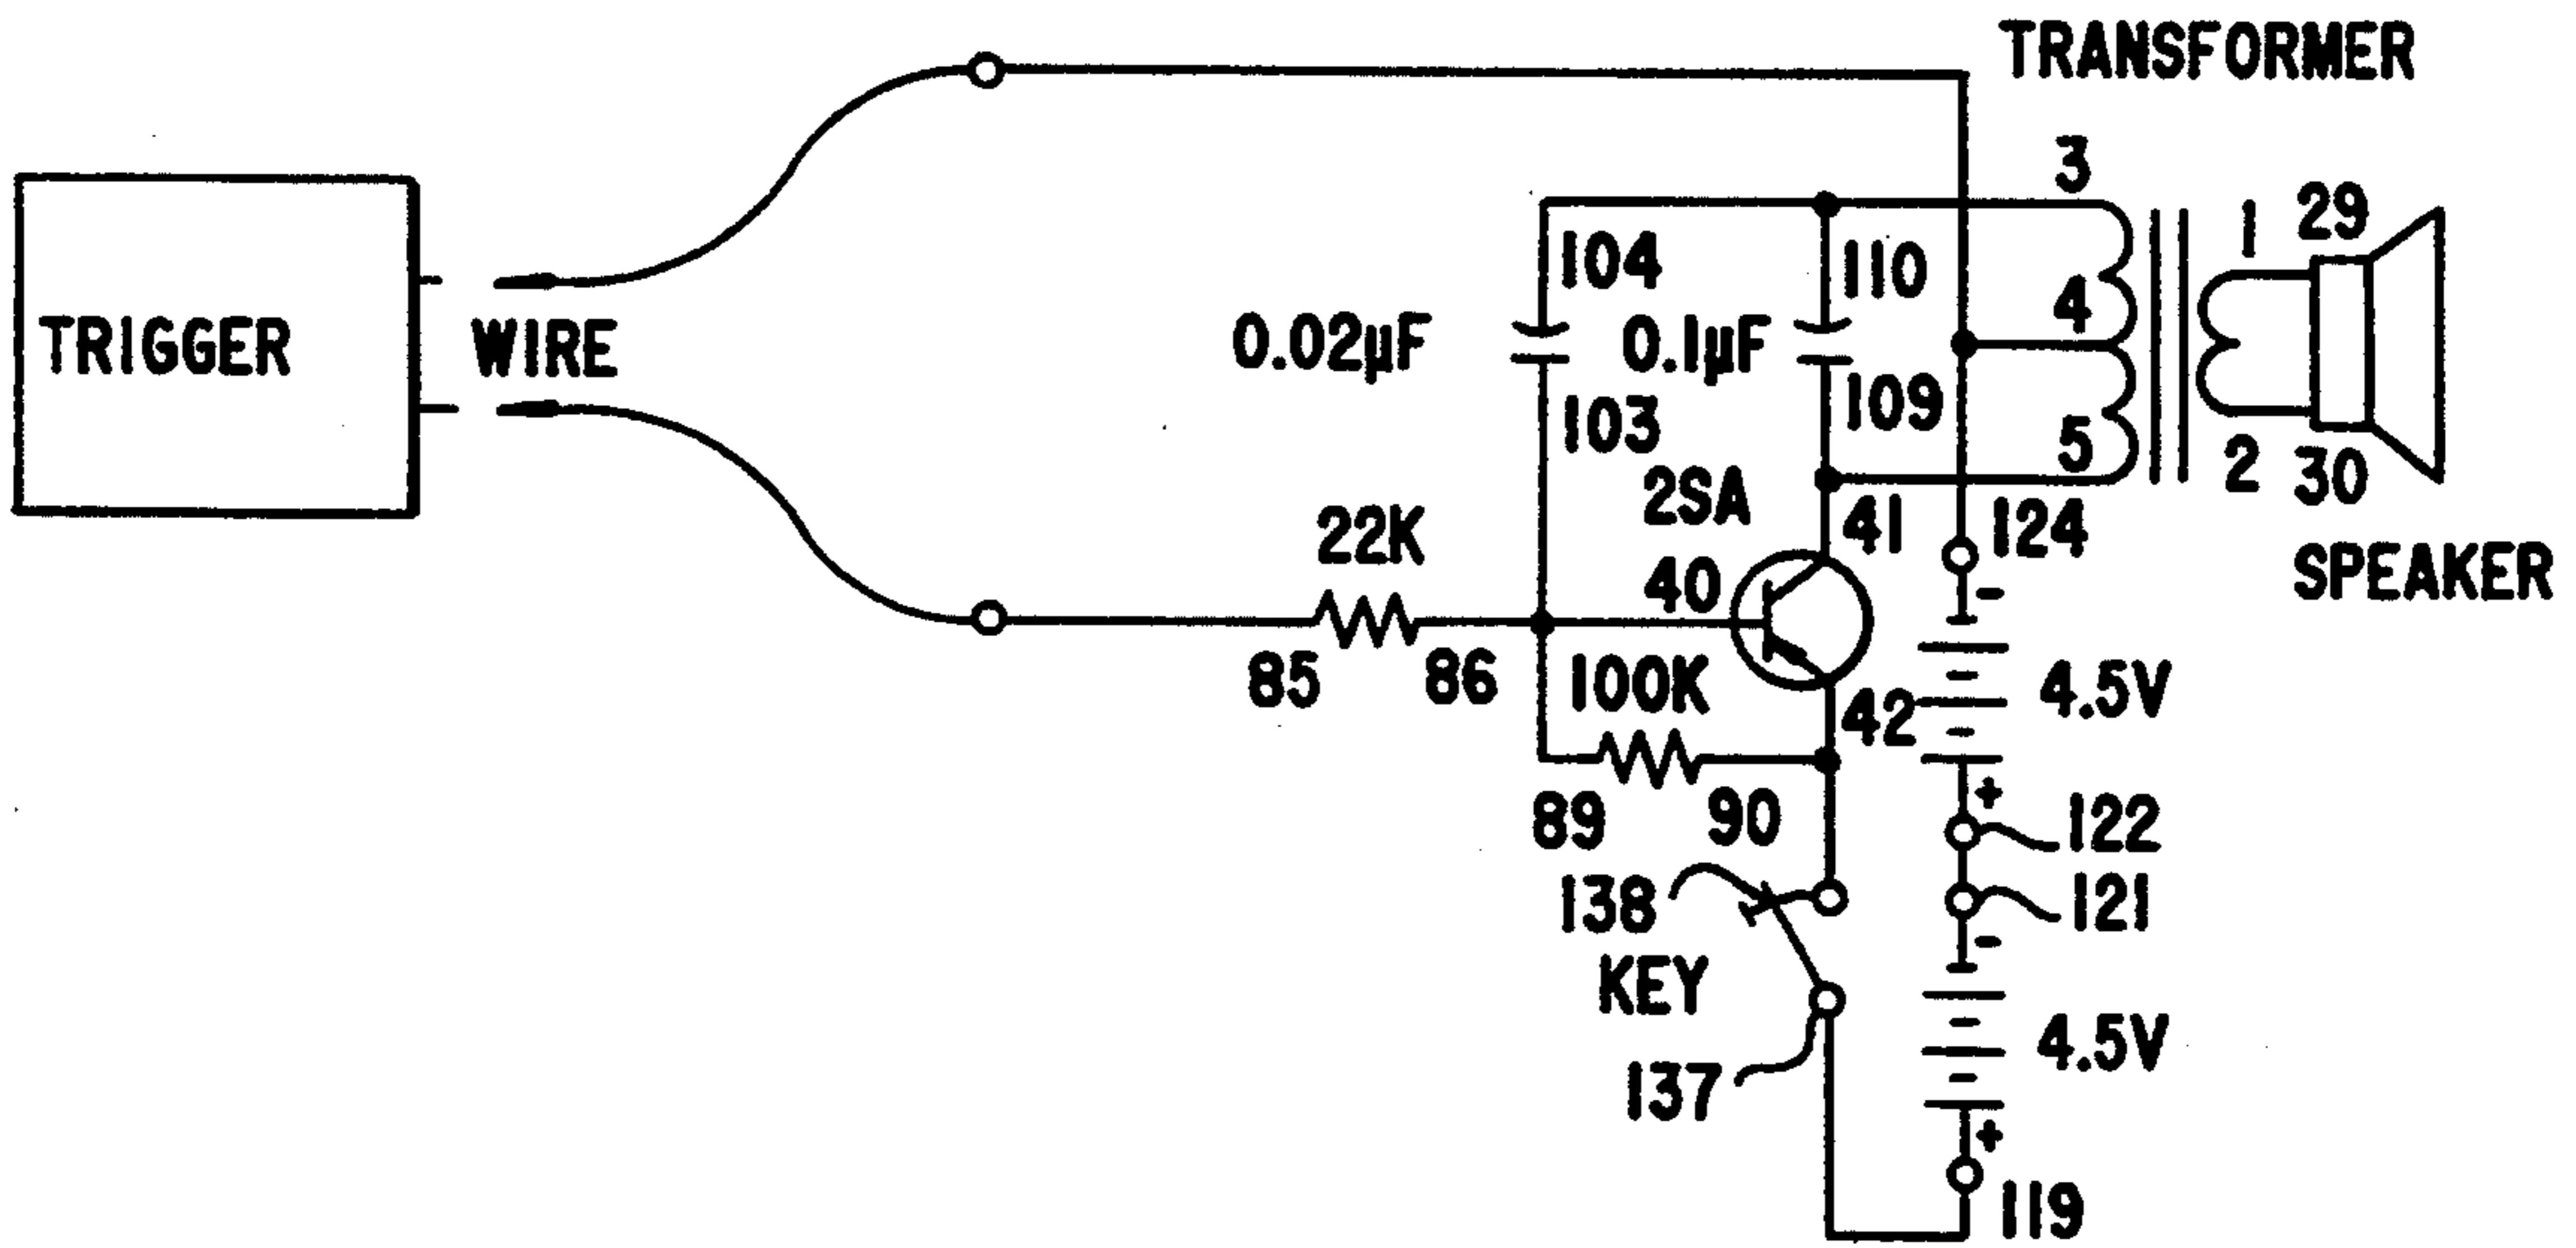 TRANSFORMER
3
1
29
104
110
TRIGGER
WIRE
0.02µF
0.1µF
4
103
109
5
2
30
2SA
41
124
SPEAKER
22K
40
-
85
86
100K
42
4.5V
+
89
90
122
138
121
-
KEY
4.5V
137
+
119